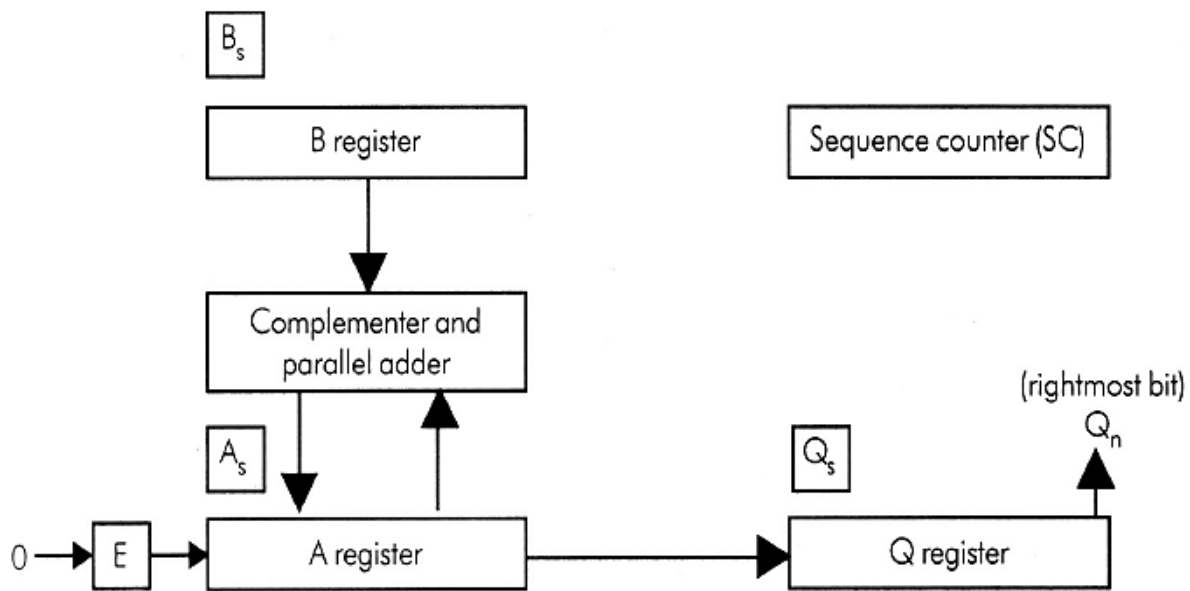 Bs
B register
Sequence counter (SC)
Complementer and
parallel adder
(rightmost bit)
Qn
As
Qs
0
E
A register
Q register